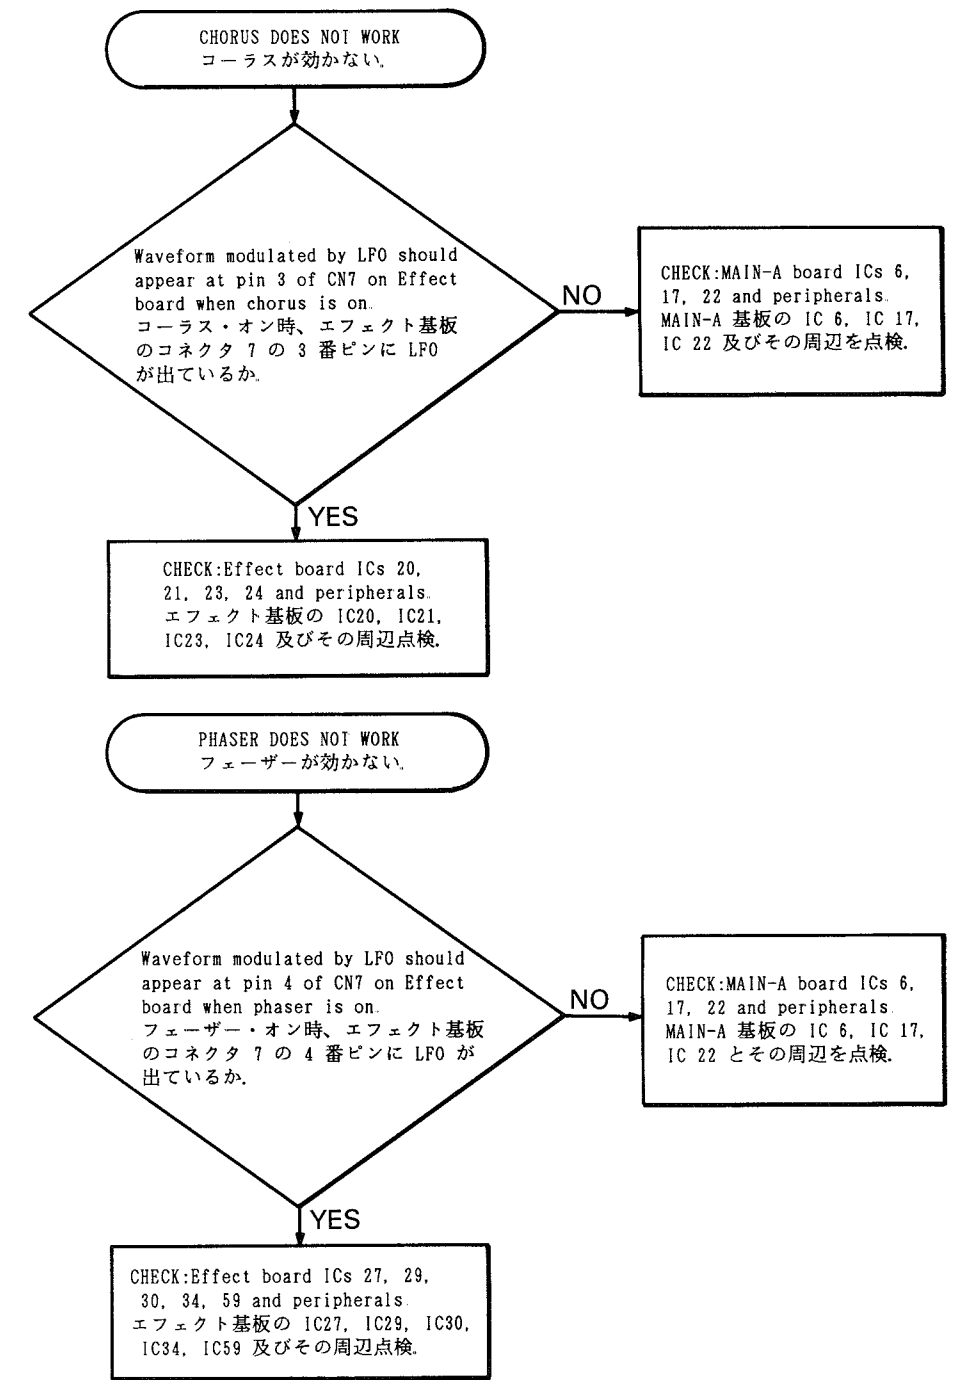 CHORUS DOES NOT WORK
コーラスが効かない。
Waveform modulated by LFO should
appear at pin 3 of CN7 on Effect
board when chorus is on.
コーラス・オン時、エフェクト基板
のコネクタ 7 の 3 番ピンに LFO
が出ているか。
NO
CHECK:MAIN-A board ICs 6,
17, 22 and peripherals.
MAIN-A 基板の IC 6, IC 17,
IC 22 及びその周辺を点検.
YES
CHECK:Effect board ICs 20,
21, 23, 24 and peripherals.
エフェクト基板の IC20, IC21,
IC23, IC24 及びその周辺点検.
PHASER DOES NOT WORK
フェーザーが効かない。
Waveform modulated by LFO should
appear at pin 4 of CN7 on Effect
board when phaser is on.
フェーザー・オン時、エフェクト基板
のコネクタ 7 の 4 番ピンに LFO が
出ているか.
NO
CHECK:MAIN-A board ICs 6,
17, 22 and peripherals.
MAIN-A 基板の IC 6, IC 17,
IC 22 とその周辺を点検.
YES
CHECK:Effect board ICs 27, 29,
30, 34, 59 and peripherals.
エフェクト基板の IC27, IC29, IC30,
IC34, IC59 及びその周辺点検.